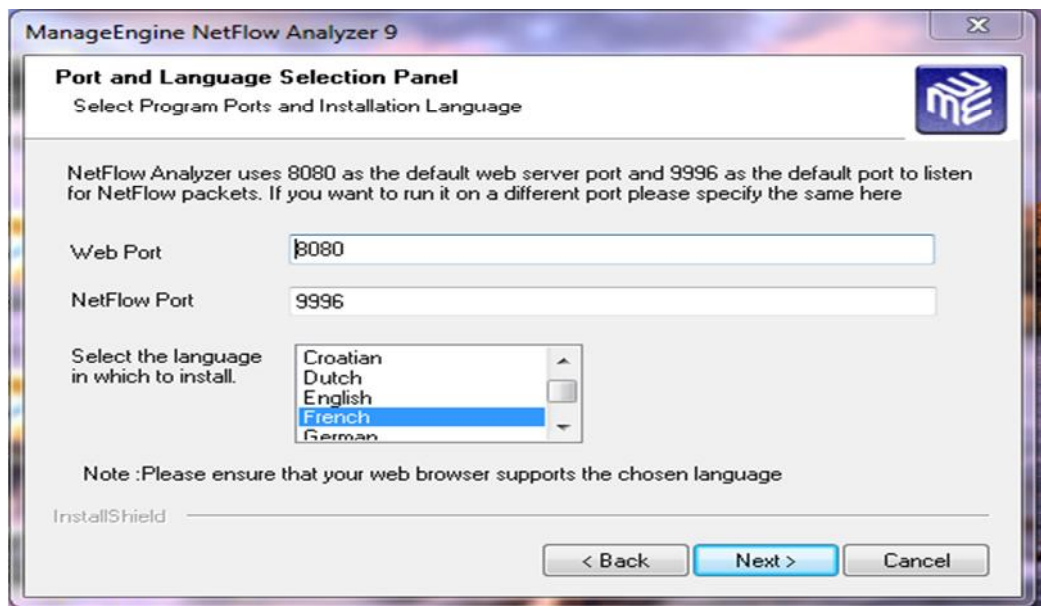 ManageEngine NetFlow Analyzer 9
Port and Language Selection Panel
Select Program Ports and Installation Language
NetFlow Analyzer uses 8080 as the default web server port and 9996 as the default port to listen
for NetFlow packets. If you want to run it on a different port please specify the same here
Web Port
8080
NetFlow Port
9996
Select the language
in which to install.
Croatian
Dutch
English
French
German
Note :Please ensure that your web browser supports the chosen language
InstallShield
< Back
Next >
Cancel